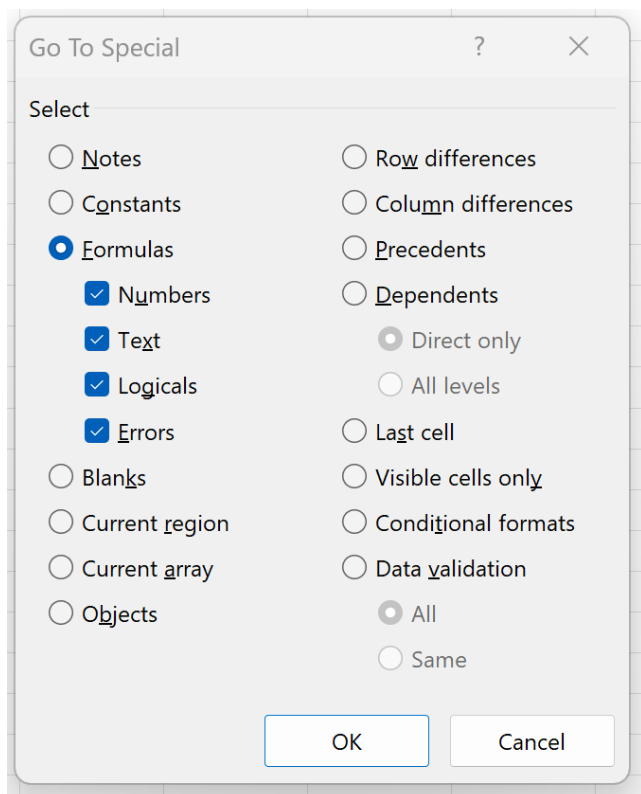 Go To Special ?
Select
Notes
Constants
Formulas
Numbers
Text
Logicals
Errors
Blanks
Current region
Current array
Objects
Row differences
Column differences
Precedents
Dependents
Direct only
All levels
Last cell
Visible cells only
Conditional formats
Data validation
All
Same
OK
Cancel